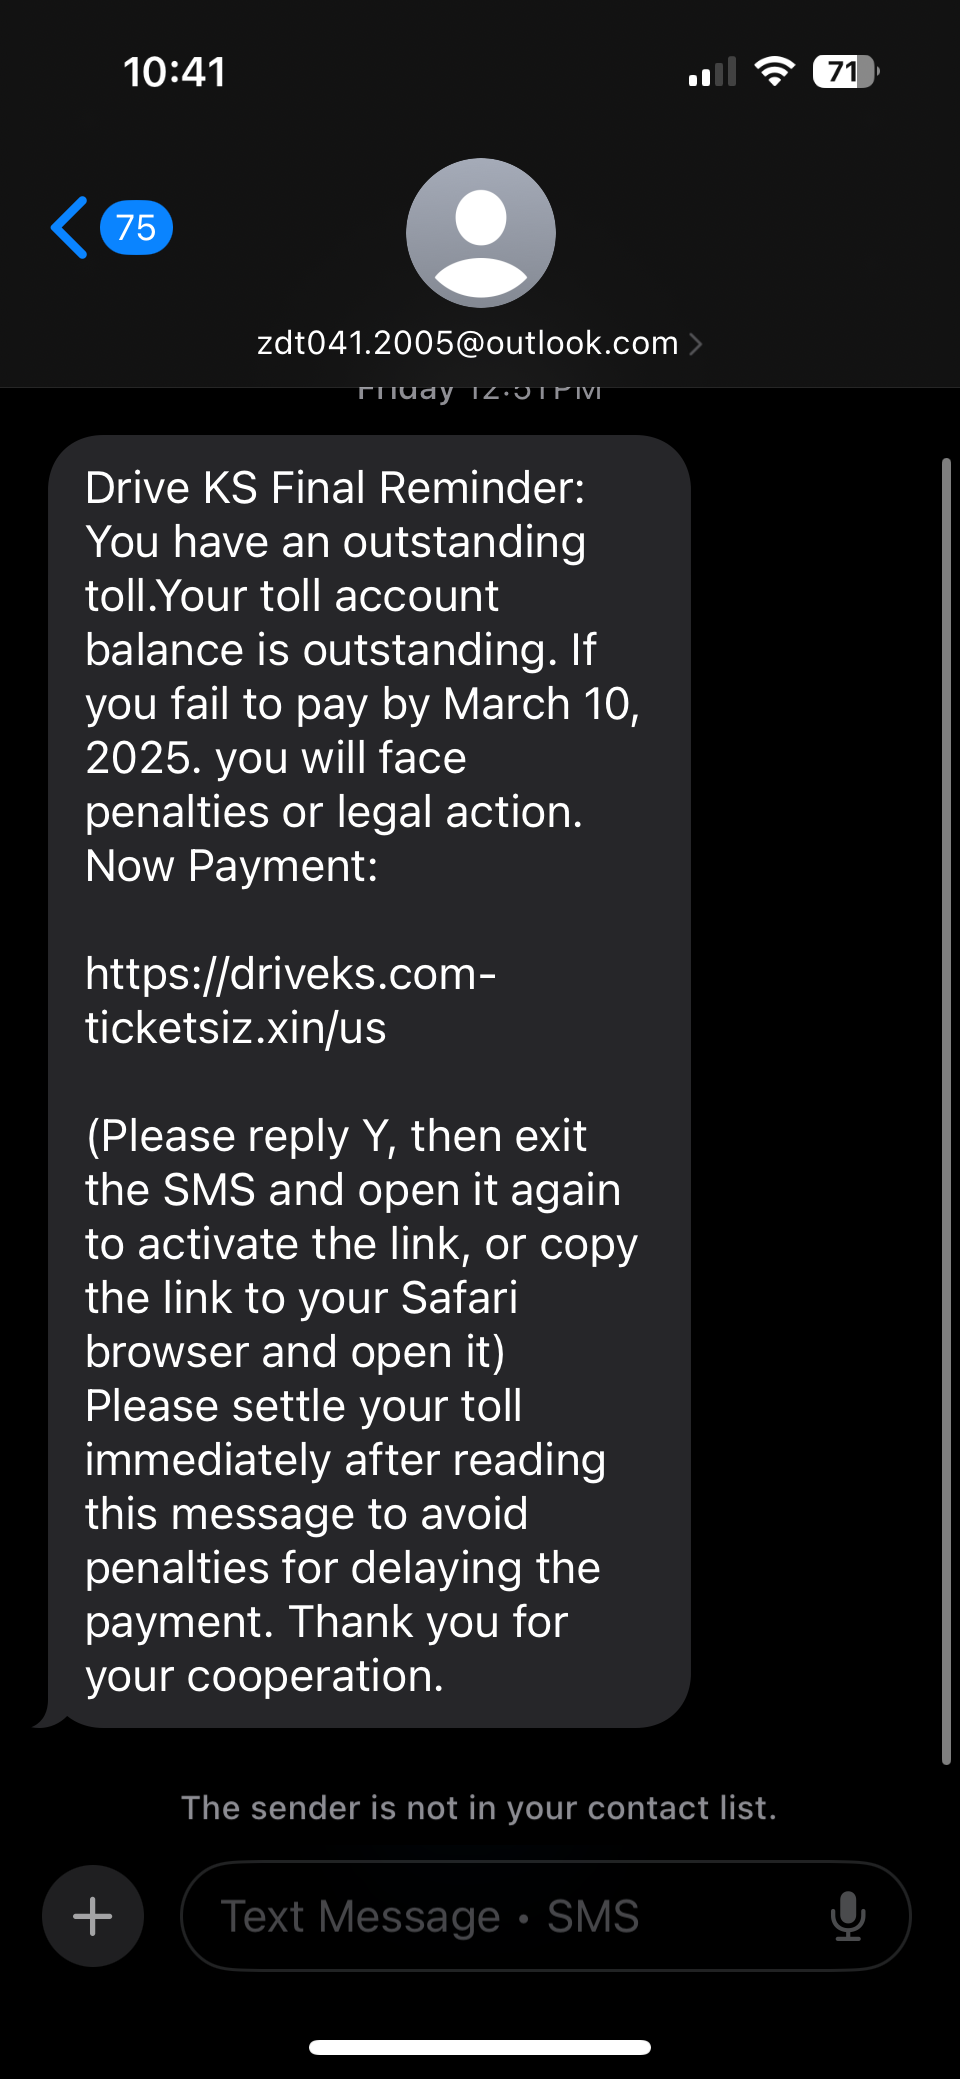 10:41
71
75
zdt041.2005@outlook.com
Friday 12:51 PM
Drive KS Final Reminder:
You have an outstanding
toll.Your toll account
balance is outstanding. If
you fail to pay by March 10,
2025. you will face
penalties or legal action.
Now Payment:
https://driveks.com-
ticketsiz.xin/us
(Please reply Y, then exit
the SMS and open it again
to activate the link, or copy
the link to your Safari
browser and open it)
Please settle your toll
immediately after reading
this message to avoid
penalties for delaying the
payment. Thank you for
your cooperation.
The sender is not in your contact list.
Text Message • SMS